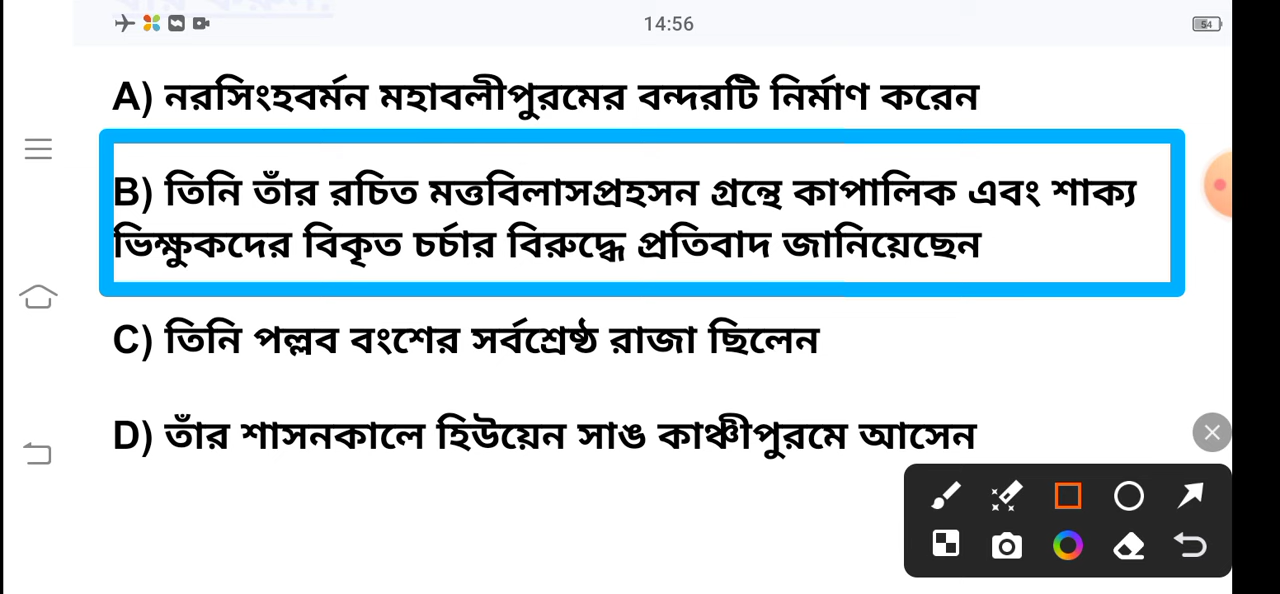 14:56
54
A) নরসিংহবর্মন মহাবলীপুরমের বন্দরটি নির্মাণ করেন
B) তিনি তাঁর রচিত মত্তবিলাসপ্রহসন গ্রন্থে কাপালিক এবং শাক্য
ভিক্ষুকদের বিকৃত চর্চার বিরুদ্ধে প্রতিবাদ জানিয়েছেন
C) তিনি পল্লব বংশের সর্বশ্রেষ্ঠ রাজা ছিলেন
D) তাঁর শাসনকালে হিউয়েন সাঙ কাঞ্চীপুরমে আসেন